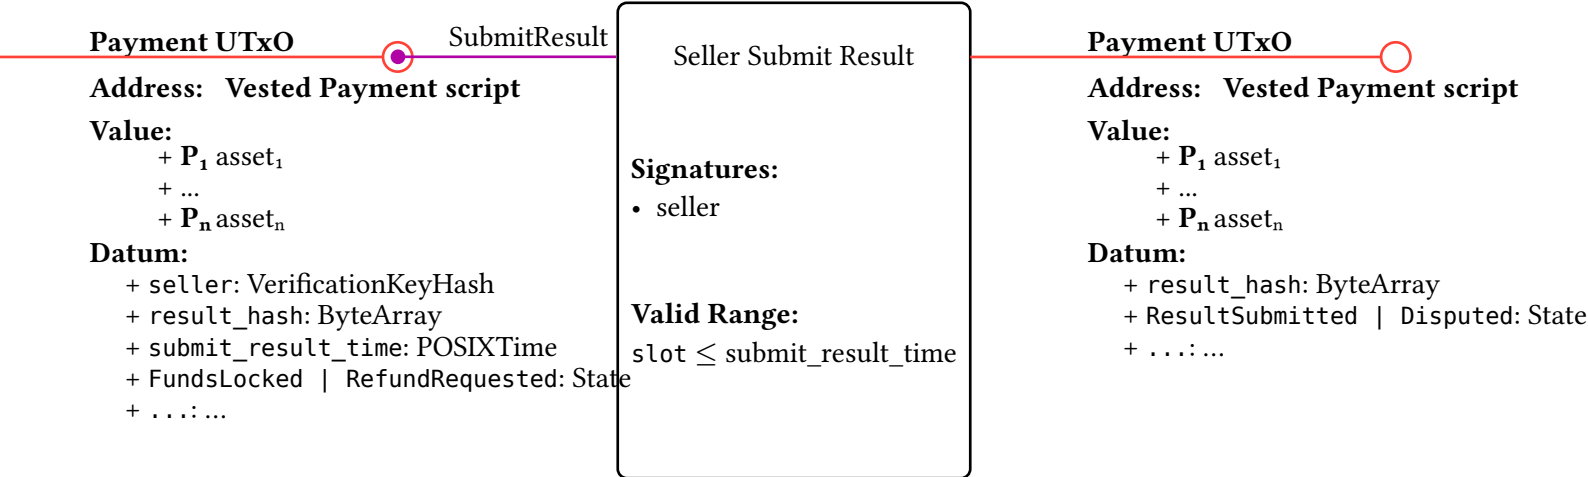 Payment UTxO
SubmitResult
Address: Vested Payment script
Value:
+ P₁ asset₁
+ ...
+ Pₙ assetₙ
Datum:
+ seller: VerificationKeyHash
+ result_hash: ByteArray
+ submit_result_time: POSIXTime
+ FundsLocked | RefundRequested: State
+ ...: ...
Seller Submit Result
Signatures:
• seller
Valid Range:
slot ≤ submit_result_time
Payment UTxO
Address: Vested Payment script
Value:
+ P₁ asset₁
+ ...
+ Pₙ assetₙ
Datum:
+ result_hash: ByteArray
+ ResultSubmitted | Disputed: State
+ ...: ...